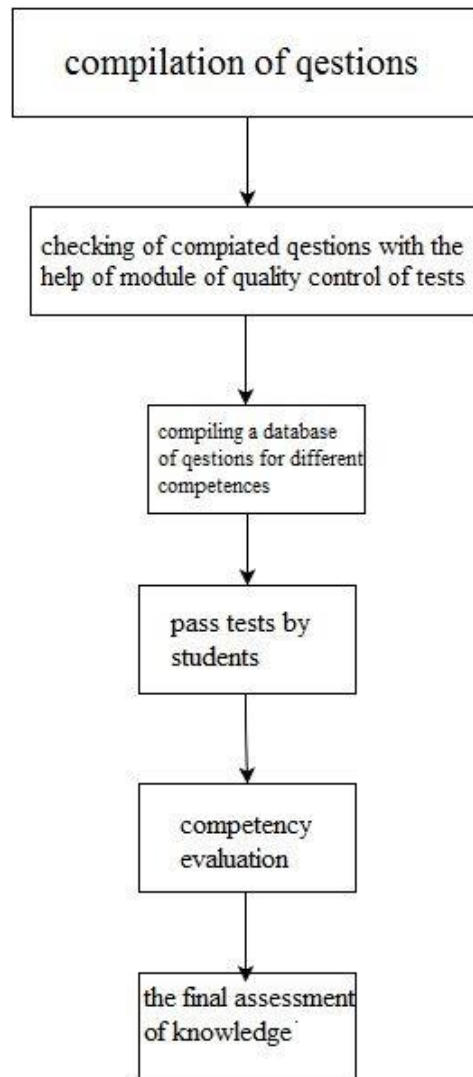 compilation of qestions
checking of compiated qestions with the
help of module of quality control of tests
compiling a database
of qestions for different
competences
pass tests by
students
competency
evaluation
the final assessment
of knowledge